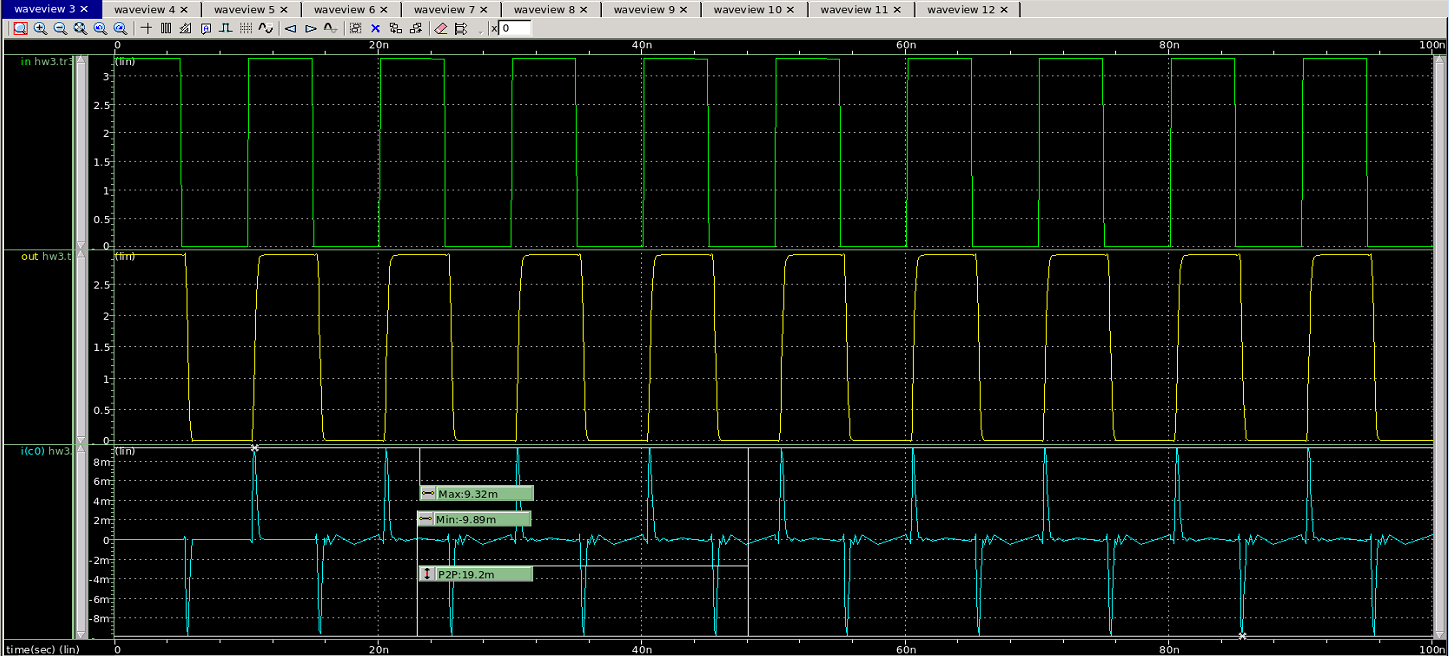 waveview 3 × waveview 4 × waveview 5 × waveview 6 × waveview 7 × waveview 8 × waveview 9 × waveview 10 × waveview 11 × waveview 12 ×
x 0
0 20n 40n 60n 80n 100n
in hw3.tr3 (lin)
3
2.5
2
1.5
1
0.5
0
out hw3.t (lin)
2.5
2
1.5
1
0.5
0
i(c0) hw3. (lin)
8m
6m
4m
2m
0
-2m
-4m
-6m
-8m
Max:9.32m
Min:-9.89m
P2P:19.2m
time(sec) (lin) 0 20n 40n 60n 80n 100n